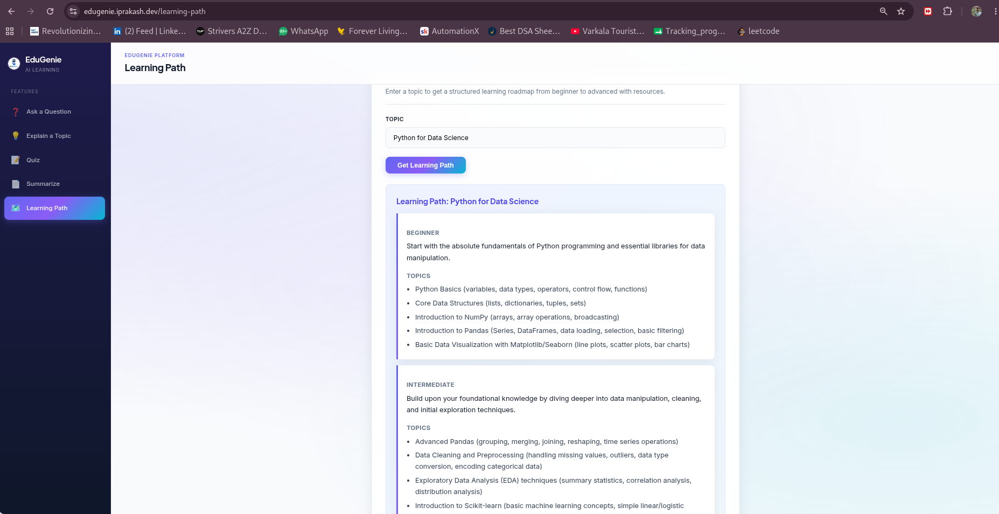 edugenie.iprakash.dev/learning-path
Revolutionizin...
(2) Feed | Linke...
Strivers A2Z D...
WhatsApp
Forever Living...
AutomationX
Best DSA Shee...
Varkala Tourist...
Tracking_prog...
leetcode
EduGenie
AI LEARNING
FEATURES
Ask a Question
Explain a Topic
Quiz
Summarize
Learning Path
EDUGENIE PLATFORM
Learning Path
Enter a topic to get a structured learning roadmap from beginner to advanced with resources.
TOPIC
Python for Data Science
Get Learning Path
Learning Path: Python for Data Science
BEGINNER
Start with the absolute fundamentals of Python programming and essential libraries for data
manipulation.
TOPICS
• Python Basics (variables, data types, operators, control flow, functions)
• Core Data Structures (lists, dictionaries, tuples, sets)
• Introduction to NumPy (arrays, array operations, broadcasting)
• Introduction to Pandas (Series, DataFrames, data loading, selection, basic filtering)
• Basic Data Visualization with Matplotlib/Seaborn (line plots, scatter plots, bar charts)
INTERMEDIATE
Build upon your foundational knowledge by diving deeper into data manipulation, cleaning,
and initial exploration techniques.
TOPICS
• Advanced Pandas (grouping, merging, joining, reshaping, time series operations)
• Data Cleaning and Preprocessing (handling missing values, outliers, data type
conversion, encoding categorical data)
• Exploratory Data Analysis (EDA) techniques (summary statistics, correlation analysis,
distribution analysis)
• Introduction to Scikit-learn (basic machine learning concepts, simple linear/logistic